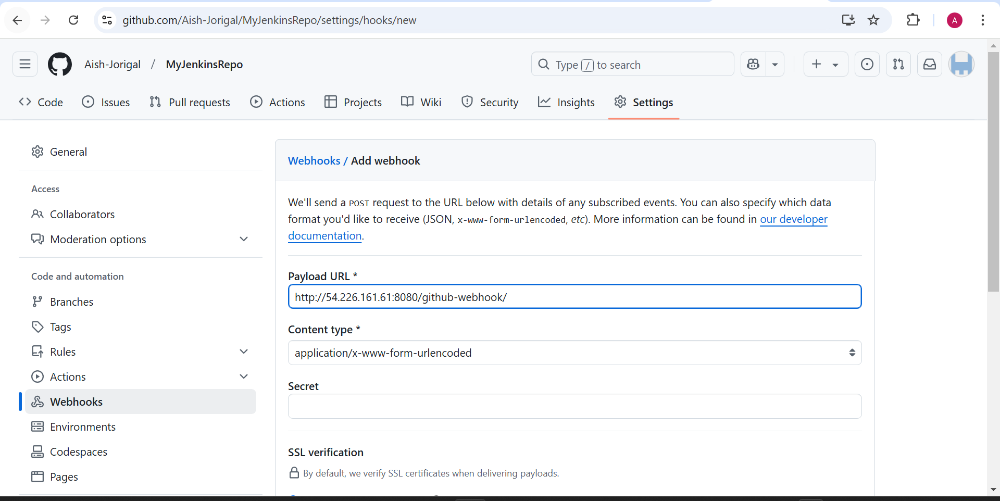 github.com/Aish-Jorigal/MyJenkinsRepo/settings/hooks/new
A
Aish-Jorigal / MyJenkinsRepo
Type / to search
Code Issues Pull requests Actions Projects Wiki Security Insights Settings
General
Access
Collaborators
Moderation options
Code and automation
Branches
Tags
Rules
Actions
Webhooks
Environments
Codespaces
Pages
Webhooks / Add webhook
We'll send a POST request to the URL below with details of any subscribed events. You can also specify which data
format you'd like to receive (JSON, x-www-form-urlencoded, etc). More information can be found in our developer
documentation.
Payload URL *
http://54.226.161.61:8080/github-webhook/
Content type *
application/x-www-form-urlencoded
Secret
SSL verification
By default, we verify SSL certificates when delivering payloads.